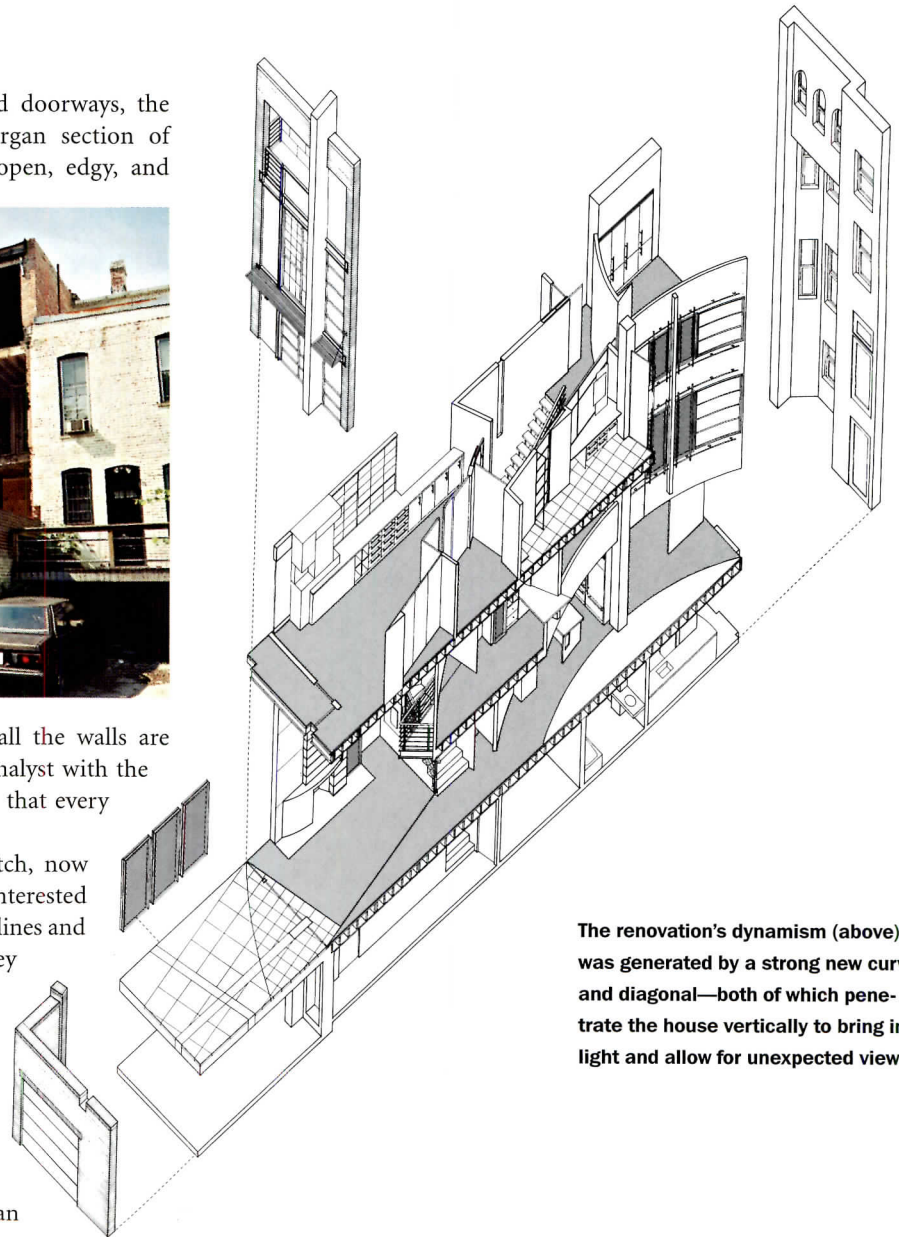 d doorways, the
organ section of
open, edgy, and
all the walls are
nalyst with the
that every
tch, now
nterested
lines and
ey
an
The renovation's dynamism (above)
was generated by a strong new curv
and diagonal—both of which pene-
trate the house vertically to bring in
light and allow for unexpected view